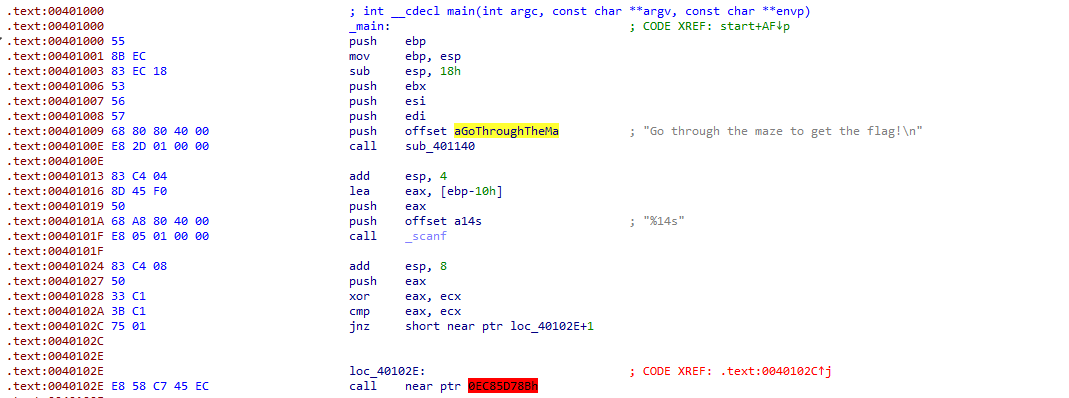 .text:00401000 ; int __cdecl main(int argc, const char **argv, const char **envp)
.text:00401000 _main: ; CODE XREF: start+AF↓p
.text:00401000 55 push ebp
.text:00401001 8B EC mov ebp, esp
.text:00401003 83 EC 18 sub esp, 18h
.text:00401006 53 push ebx
.text:00401007 56 push esi
.text:00401008 57 push edi
.text:00401009 68 80 80 40 00 push offset aGoThroughTheMa ; "Go through the maze to get the flag!\n"
.text:0040100E E8 2D 01 00 00 call sub_401140
.text:0040100E
.text:00401013 83 C4 04 add esp, 4
.text:00401016 8D 45 F0 lea eax, [ebp-10h]
.text:00401019 50 push eax
.text:0040101A 68 A8 80 40 00 push offset a14s ; "%14s"
.text:0040101F E8 05 01 00 00 call _scanf
.text:0040101F
.text:00401024 83 C4 08 add esp, 8
.text:00401027 50 push eax
.text:00401028 33 C1 xor eax, ecx
.text:0040102A 3B C1 cmp eax, ecx
.text:0040102C 75 01 jnz short near ptr loc_40102E+1
.text:0040102C
.text:0040102E
.text:0040102E loc_40102E: ; CODE XREF: .text:0040102C↑j
.text:0040102E E8 58 C7 45 EC call near ptr 0EC85D78Bh